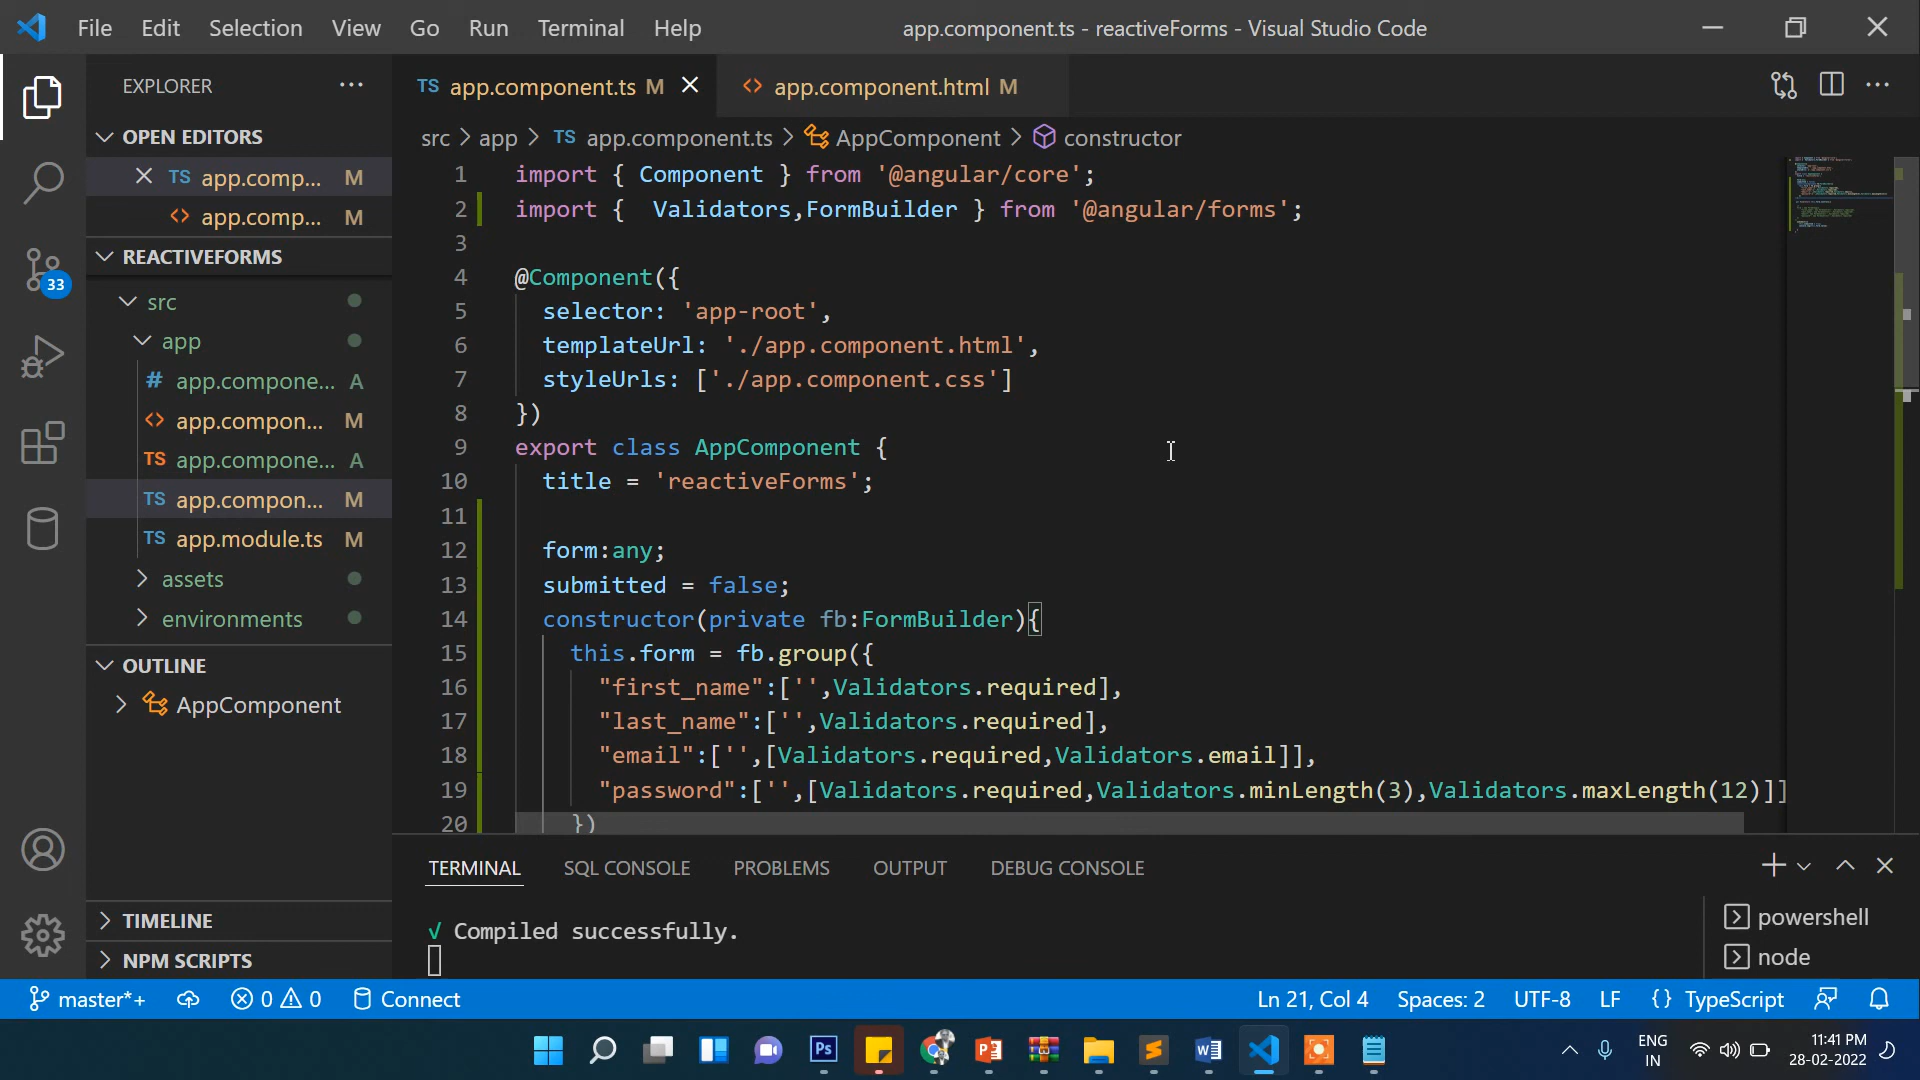 File Edit Selection View Go Run Terminal Help
app.component.ts - reactiveForms - Visual Studio Code
EXPLORER
TS app.component.ts M
<> app.component.html M
OPEN EDITORS
TS app.comp... M
<> app.comp... M
REACTIVEFORMS
src
app
# app.compone... A
<> app.compon... M
TS app.compone... A
TS app.compon... M
TS app.module.ts M
assets
environments
OUTLINE
AppComponent
TIMELINE
NPM SCRIPTS
33
src > app > TS app.component.ts > AppComponent > constructor
1 import { Component } from '@angular/core';
2 import {  Validators,FormBuilder } from '@angular/forms';
3
4 @Component({
5 selector: 'app-root',
6 templateUrl: './app.component.html',
7 styleUrls: ['./app.component.css']
8 })
9 export class AppComponent {
10 title = 'reactiveForms';
11
12 form:any;
13 submitted = false;
14 constructor(private fb:FormBuilder){
15 this.form = fb.group({
16 "first_name":['',Validators.required],
17 "last_name":['',Validators.required],
18 "email":['',[Validators.required,Validators.email]],
19 "password":['',[Validators.required,Validators.minLength(3),Validators.maxLength(12)]]
20 })
TERMINAL SQL CONSOLE PROBLEMS OUTPUT DEBUG CONSOLE
√ Compiled successfully.
powershell
node
master*+ 0 0 Connect
Ln 21, Col 4 Spaces: 2 UTF-8 LF {} TypeScript
Ps
P
W
ENG
IN
11:41 PM
28-02-2022